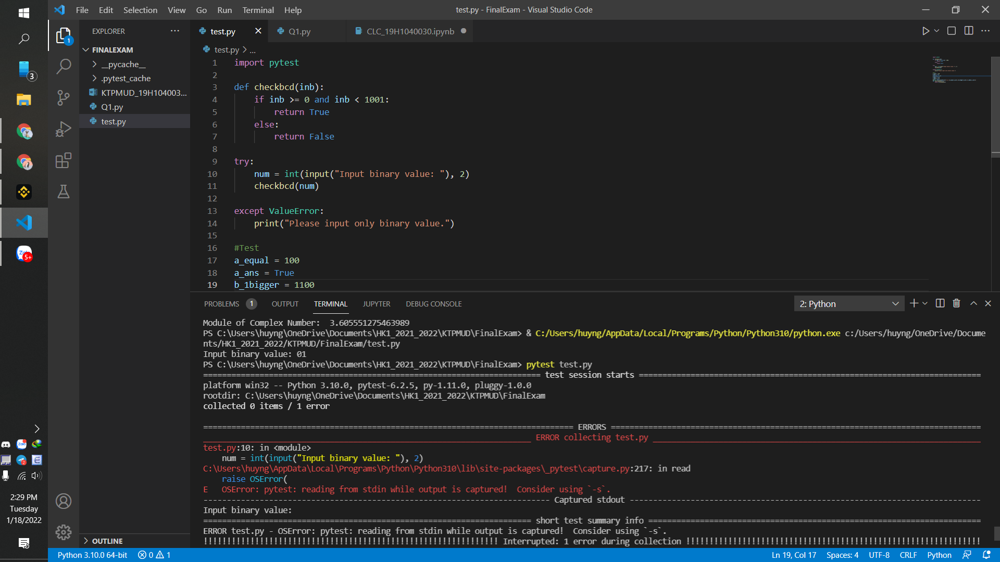 File Edit Selection View Go Run Terminal Help
test.py - FinalExam - Visual Studio Code
EXPLORER
test.py
Q1.py
CLC_19H1040030.ipynb
1
FINALEXAM
__pycache__
.pytest_cache
KTPMUD_19H104003...
Q1.py
test.py
3
Zalo
5+
test.py > ...
1 import pytest
2
3 def checkbcd(inb):
4 if inb >= 0 and inb < 1001:
5 return True
6 else:
7 return False
8
9 try:
10 num = int(input("Input binary value: "), 2)
11 checkbcd(num)
12
13 except ValueError:
14 print("Please input only binary value.")
15
16 #Test
17 a_equal = 100
18 a_ans = True
19 b_1bigger = 1100
PROBLEMS 1 OUTPUT TERMINAL JUPYTER DEBUG CONSOLE
2: Python
Module of Complex Number:  3.605551275463989
PS C:\Users\huyng\OneDrive\Documents\HK1_2021_2022\KTPMUD\FinalExam> & C:/Users/huyng/AppData/Local/Programs/Python/Python310/python.exe c:/Users/huyng/OneDrive/Docume
nts/HK1_2021_2022/KTPMUD/FinalExam/test.py
Input binary value: 01
PS C:\Users\huyng\OneDrive\Documents\HK1_2021_2022\KTPMUD\FinalExam> pytest test.py
======== test session starts ========
platform win32 -- Python 3.10.0, pytest-6.2.5, py-1.11.0, pluggy-1.0.0
rootdir: C:\Users\huyng\OneDrive\Documents\HK1_2021_2022\KTPMUD\FinalExam
collected 0 items / 1 error
======== ERRORS ========
________ ERROR collecting test.py ________
test.py:10: in <module>
num = int(input("Input binary value: "), 2)
C:\Users\huyng\AppData\Local\Programs\Python\Python310\lib\site-packages\_pytest\capture.py:217: in read
raise OSError(
E   OSError: pytest: reading from stdin while output is captured!  Consider using `-s`.
-------- Captured stdout --------
Input binary value:
======== short test summary info ========
ERROR test.py - OSError: pytest: reading from stdin while output is captured!  Consider using `-s`.
!!!!!!!! Interrupted: 1 error during collection !!!!!!!!
Zalo
2
2:29 PM
Tuesday
1/18/2022
OUTLINE
Python 3.10.0 64-bit 0 1
Ln 19, Col 17 Spaces: 4 UTF-8 CRLF Python